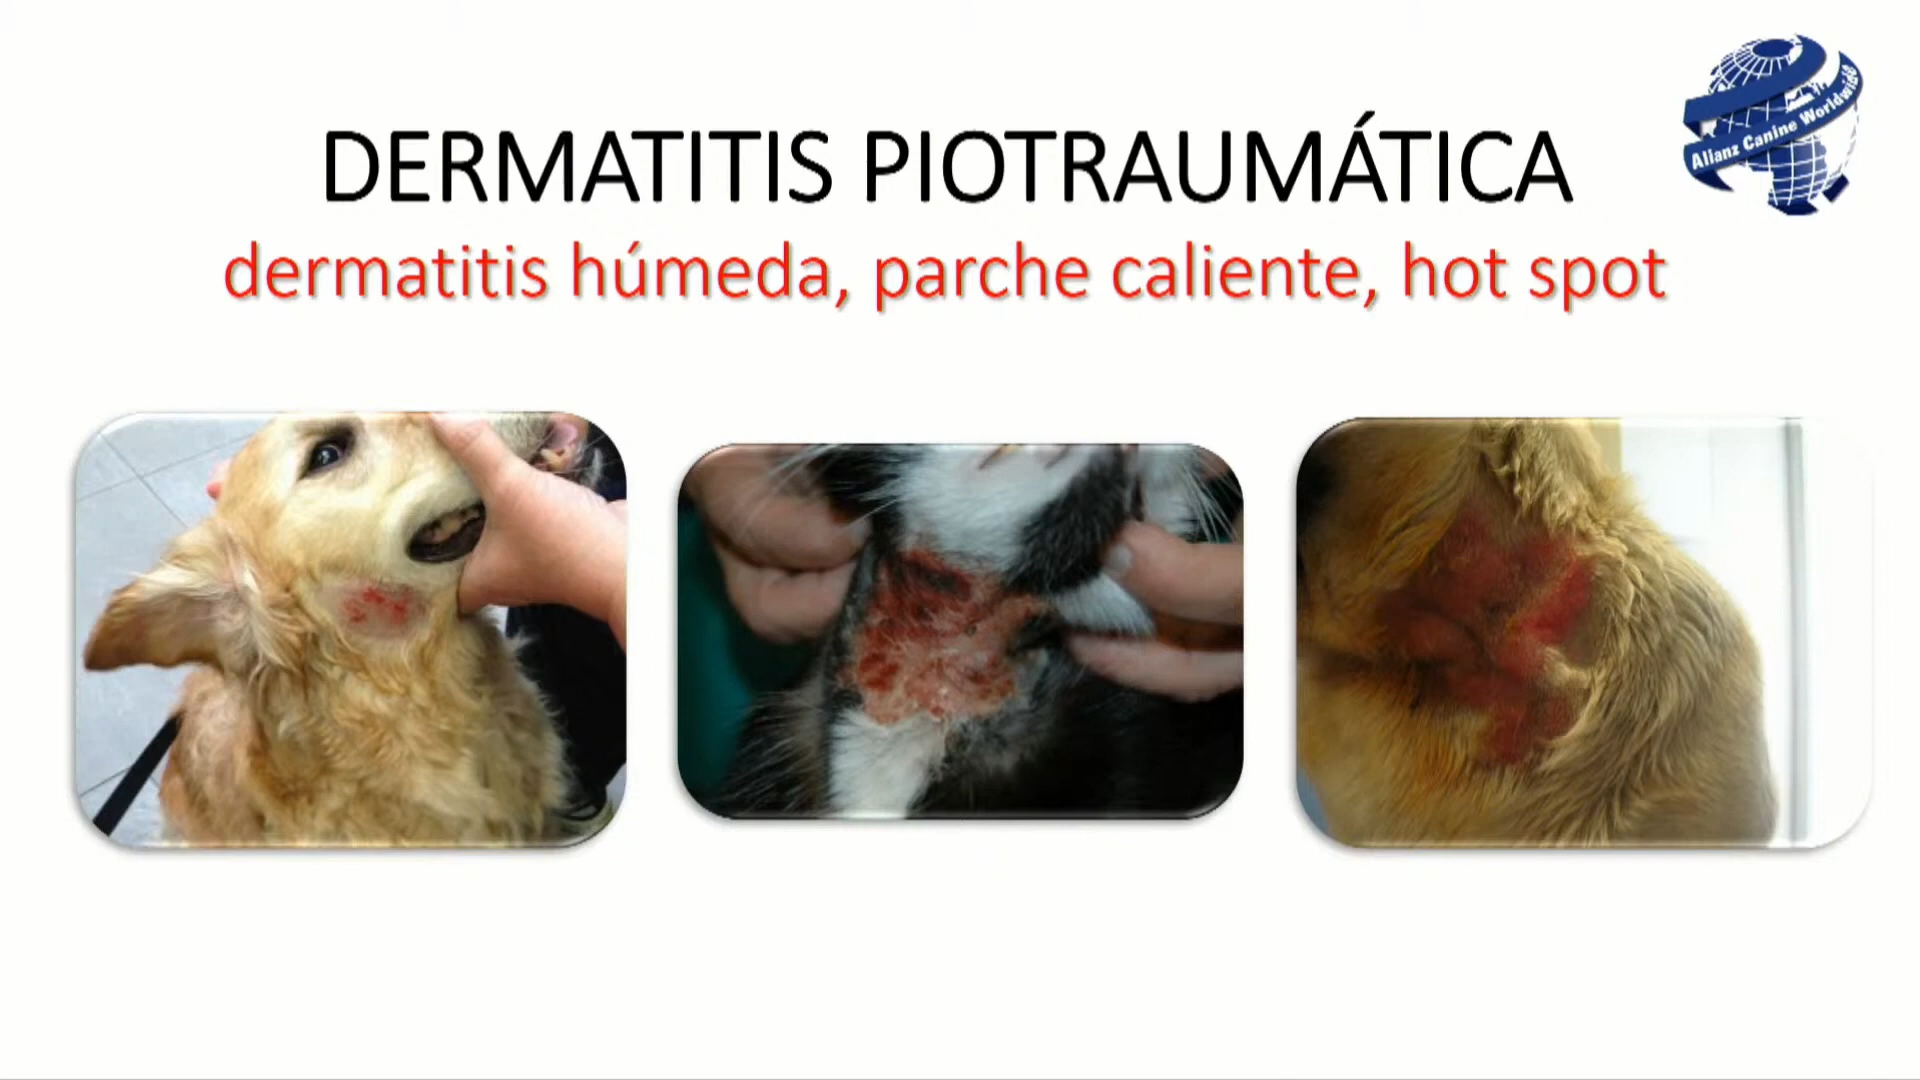 DERMATITIS PIOTRAUMÁTICA
dermatitis húmeda, parche caliente, hot spot
Alianz Canine Worldwide